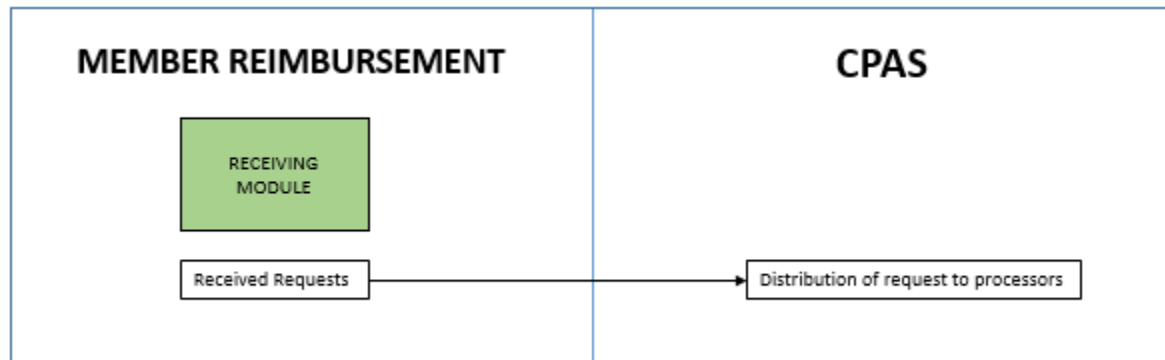 MEMBER REIMBURSEMENT
CPAS
RECEIVING
MODULE
Received Requests
Distribution of request to processors